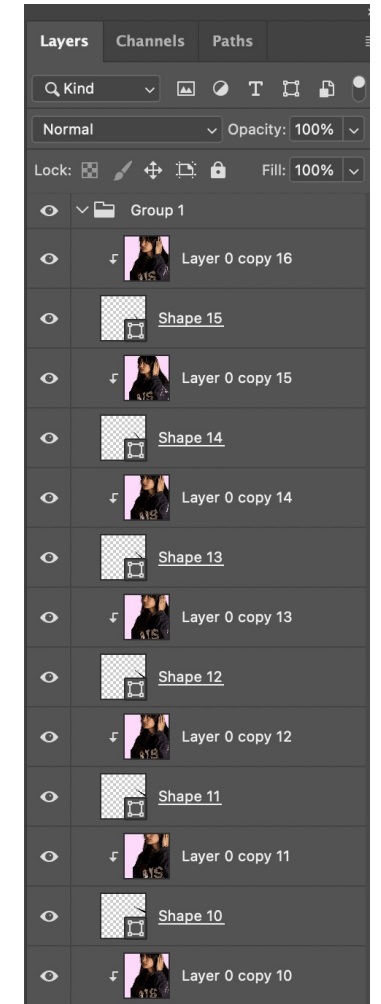 Layers Channels Paths
Kind
Normal Opacity: 100%
Lock: Fill: 100%
Group 1
Layer 0 copy 16
Shape 15
Layer 0 copy 15
Shape 14
Layer 0 copy 14
Shape 13
Layer 0 copy 13
Shape 12
Layer 0 copy 12
Shape 11
Layer 0 copy 11
Shape 10
Layer 0 copy 10